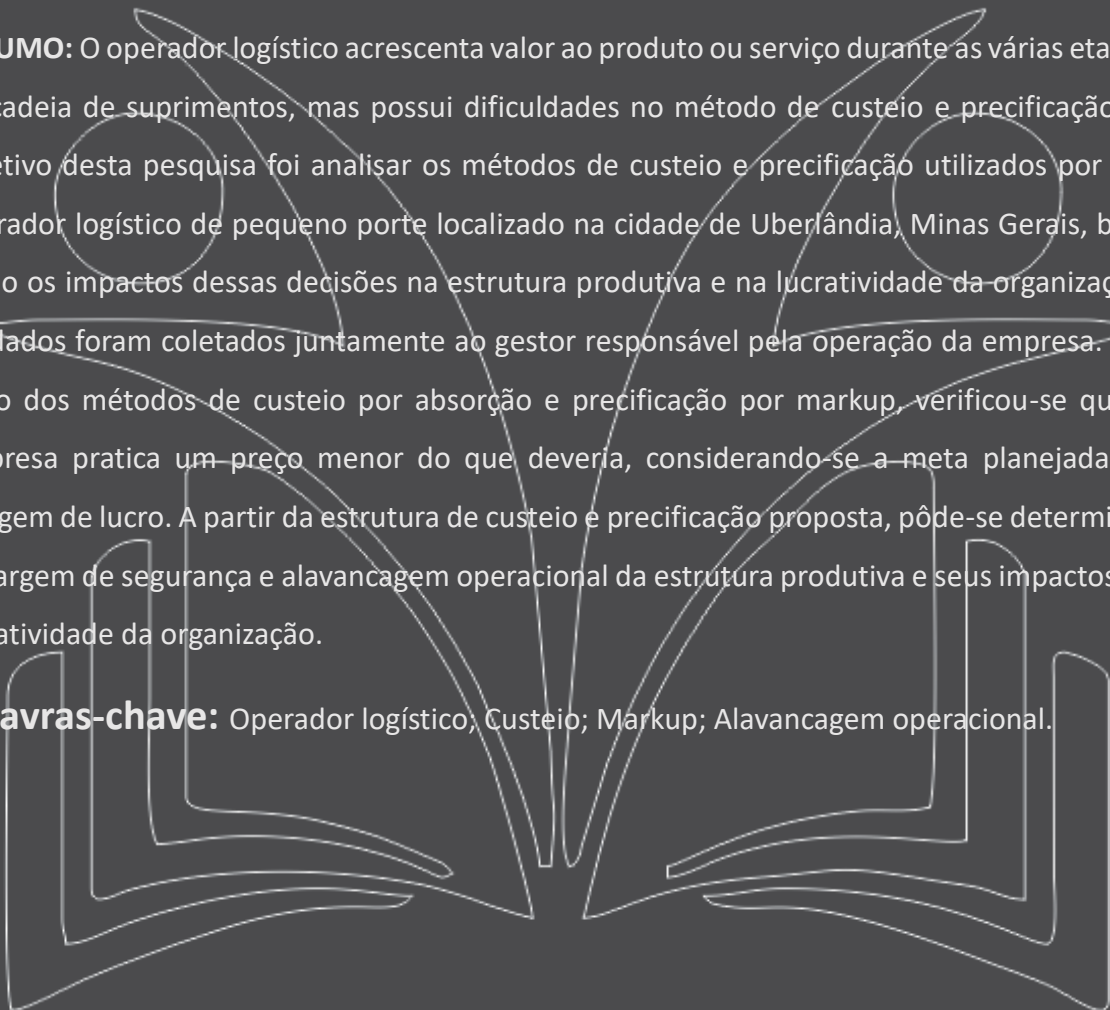 UMO: O operador logístico acrescenta valor ao produto ou serviço durante as várias eta
cadeia de suprimentos, mas possui dificuldades no método de custeio e precificação
etivo desta pesquisa foi analisar os métodos de custeio e precificação utilizados por
rador logístico de pequeno porte localizado na cidade de Uberlândia, Minas Gerais, b
o os impactos dessas decisões na estrutura produtiva e na lucratividade da organizaç
dados foram coletados juntamente ao gestor responsável pela operação da empresa.
o dos métodos de custeio por absorção e precificação por markup, verificou-se qu
presa pratica um preço menor do que deveria, considerando-se a meta planejada
gem de lucro. A partir da estrutura de custeio e precificação proposta, pôde-se determi
argem de segurança e alavancagem operacional da estrutura produtiva e seus impactos
atividade da organização.
avras-chave: Operador logístico; Custeio; Markup; Alavancagem operacional.